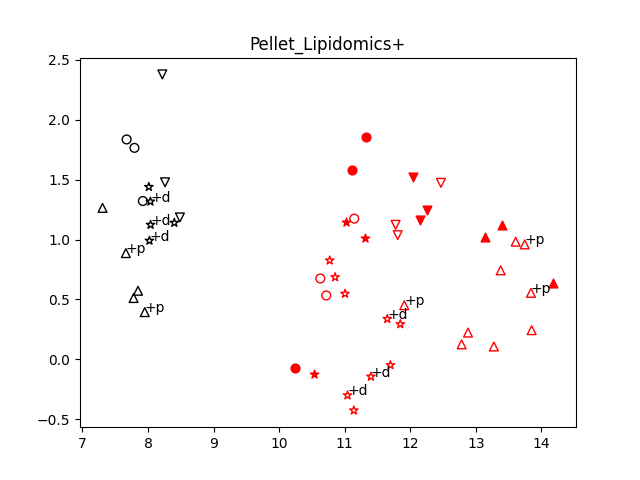 Pellet_Lipidomics+
2.5
2.0
1.5
1.0
0.5
0.0
−0.5
+d
+d
+d
+p
+p
+p
+p
+p
+d
+d
+d
7 8 9 10 11 12 13 14